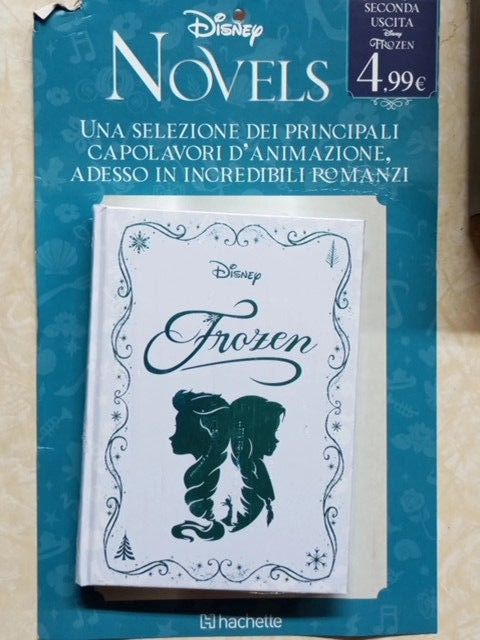 Disney
NOVELS
SECONDA
USCITA
Disney
FROZEN
4,99€
UNA SELEZIONE DEI PRINCIPALI
CAPOLAVORI D'ANIMAZIONE,
ADESSO IN INCREDIBILI ROMANZI
Disney
Frozen
hachette